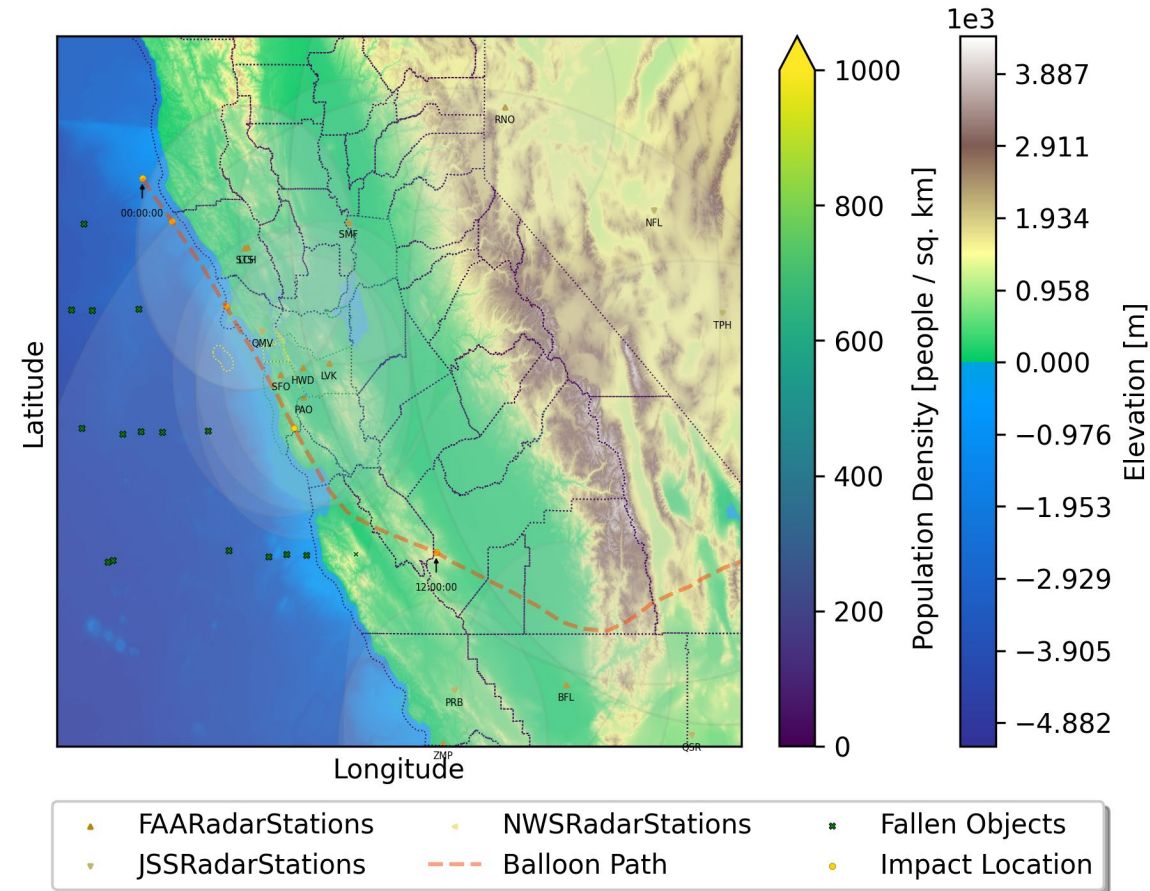 1e3
RNO
00:00:00
SMF
NFL
TPH
QMV
SFO
HWD
LVK
PAO
12:00:00
PRB
BFL
ZMP
Latitude
Longitude
1000
800
600
400
200
0
Population Density [people / sq. km]
3.887
2.911
1.934
0.958
0.000
−0.976
−1.953
−2.929
−3.905
−4.882
Elevation [m]
FAARadarStations
NWSRadarStations
Fallen Objects
JSSRadarStations
Balloon Path
Impact Location